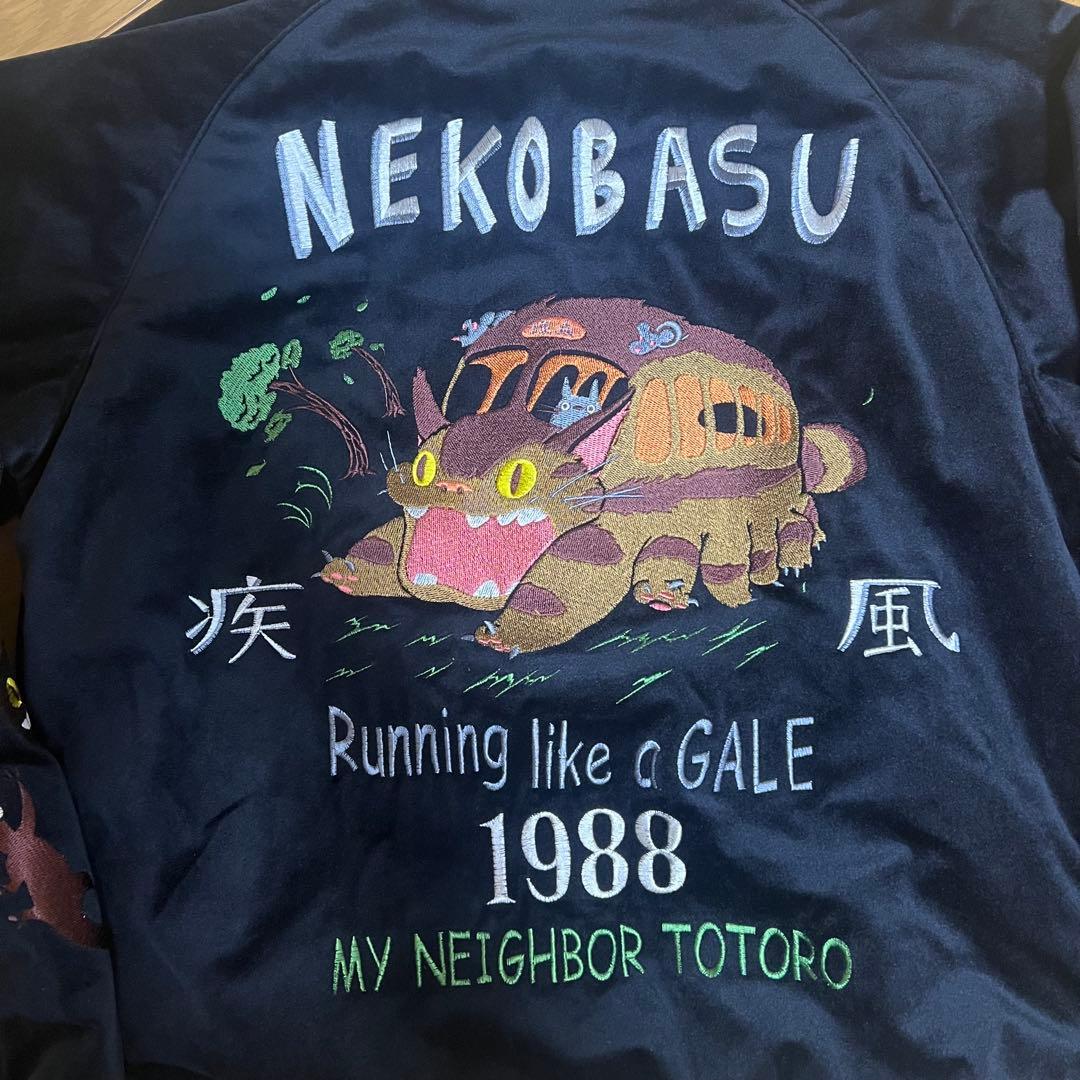 NEKOBASU
疾風
Running like a GALE
1988
MY NEIGHBOR TOTORO